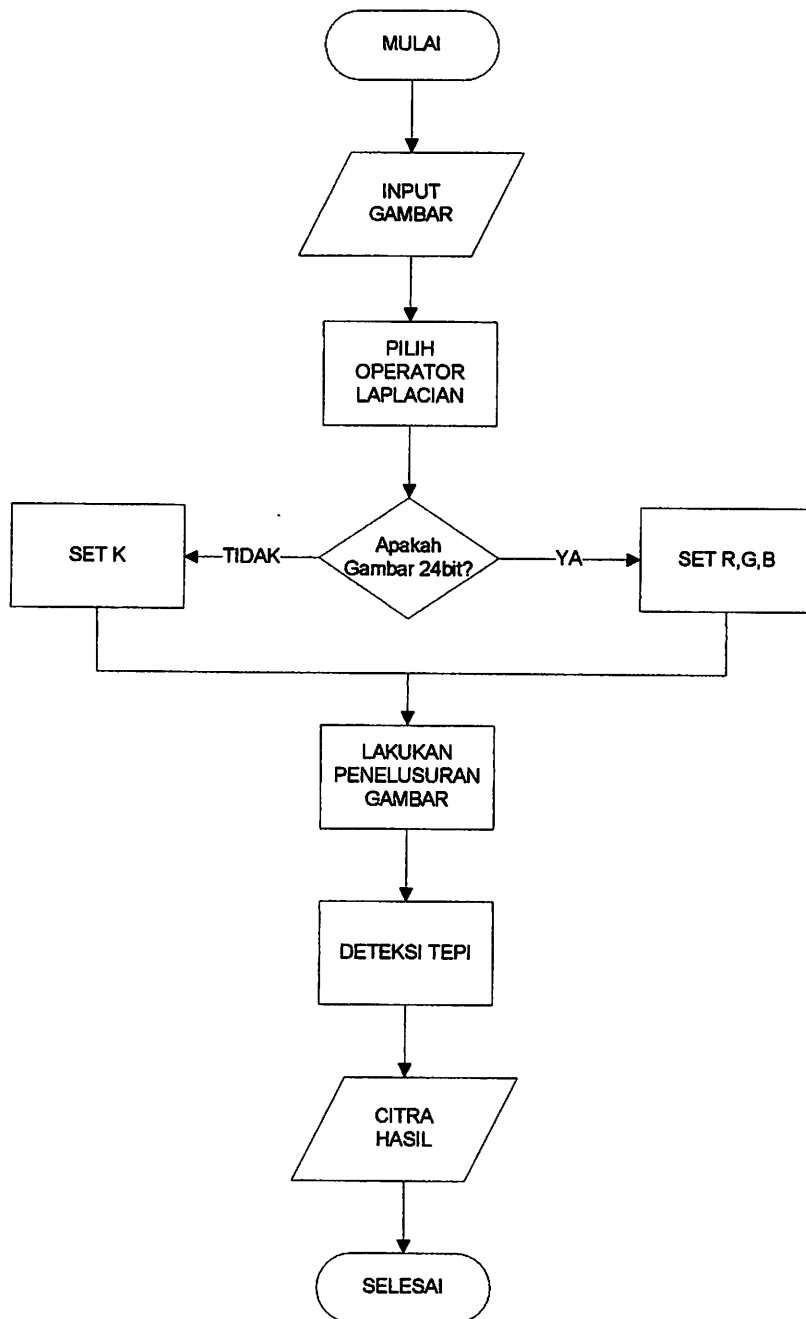 MULAI
INPUT
GAMBAR
PILIH
OPERATOR
LAPLACIAN
SET K
TIDAK
Apakah
Gambar 24bit?
YA
SET R,G,B
LAKUKAN
PENELUSURAN
GAMBAR
DETEKSI TEPI
CITRA
HASIL
SELESAI